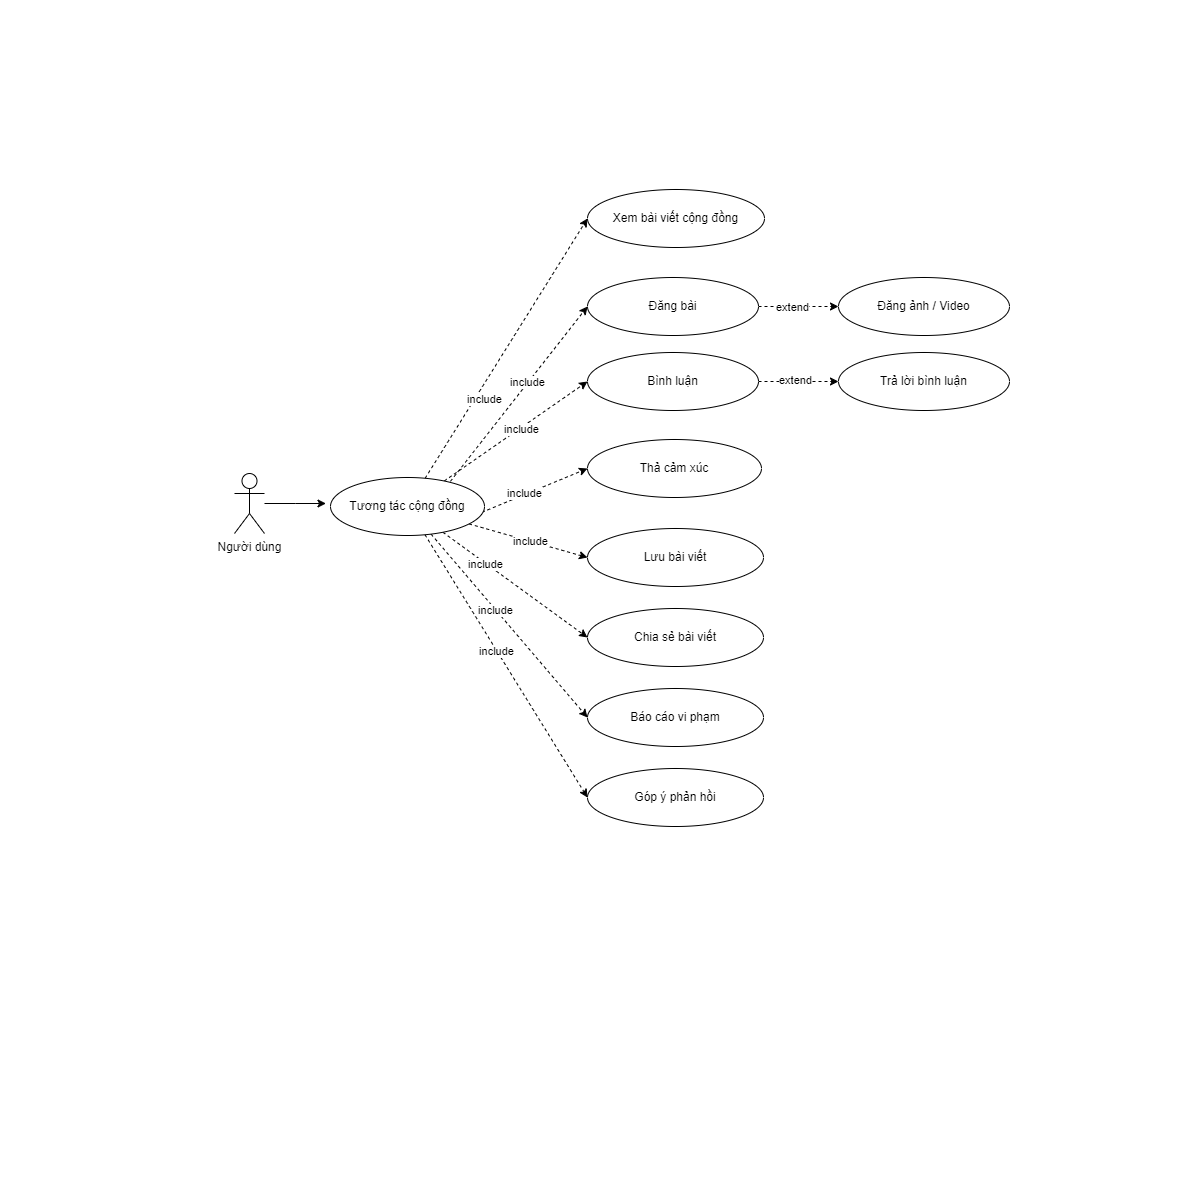 Xem bài viết cộng đồng
Đăng bài
extend
Đăng ảnh / Video
include
include
Bình luận
extend
Trả lời bình luận
include
Thả cảm xúc
include
Người dùng
Tương tác cộng đồng
include
Lưu bài viết
include
Chia sẻ bài viết
include
Báo cáo vi phạm
include
Góp ý phản hồi